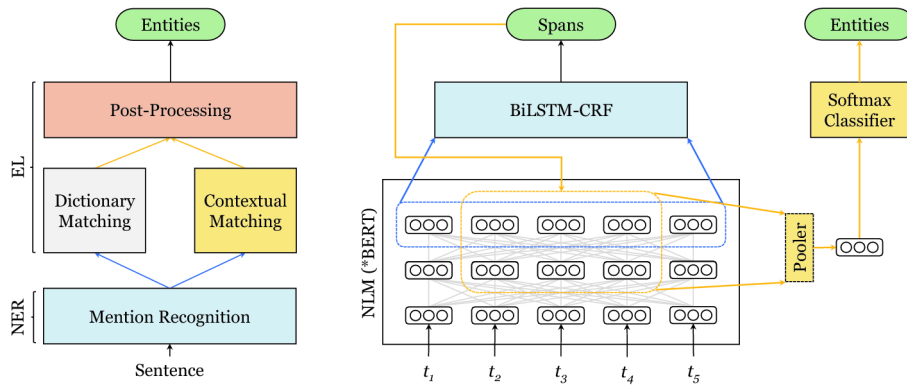 Entities
Post-Processing
EL
Dictionary
Matching
Contextual
Matching
NER
Mention Recognition
Sentence
Spans
BiLSTM-CRF
NLM (*BERT)
t1
t2
t3
t4
t5
Pooler
Entities
Softmax
Classifier